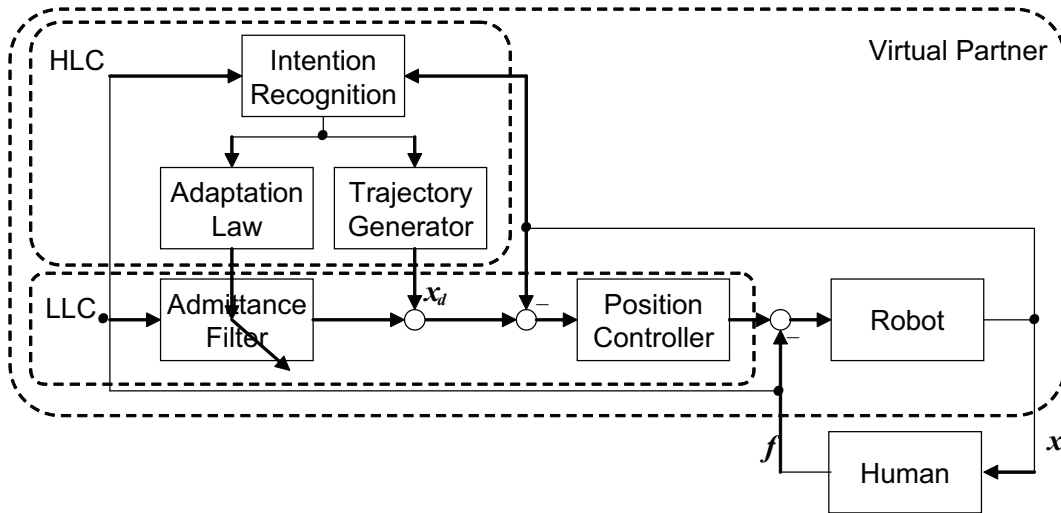 Virtual Partner
HLC
Intention
Recognition
Adaptation
Law
Trajectory
Generator
LLC
Admittance
Filter
x_d
−
Position
Controller
−
Robot
f
Human
x